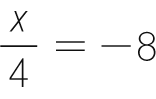 x/4 = -8